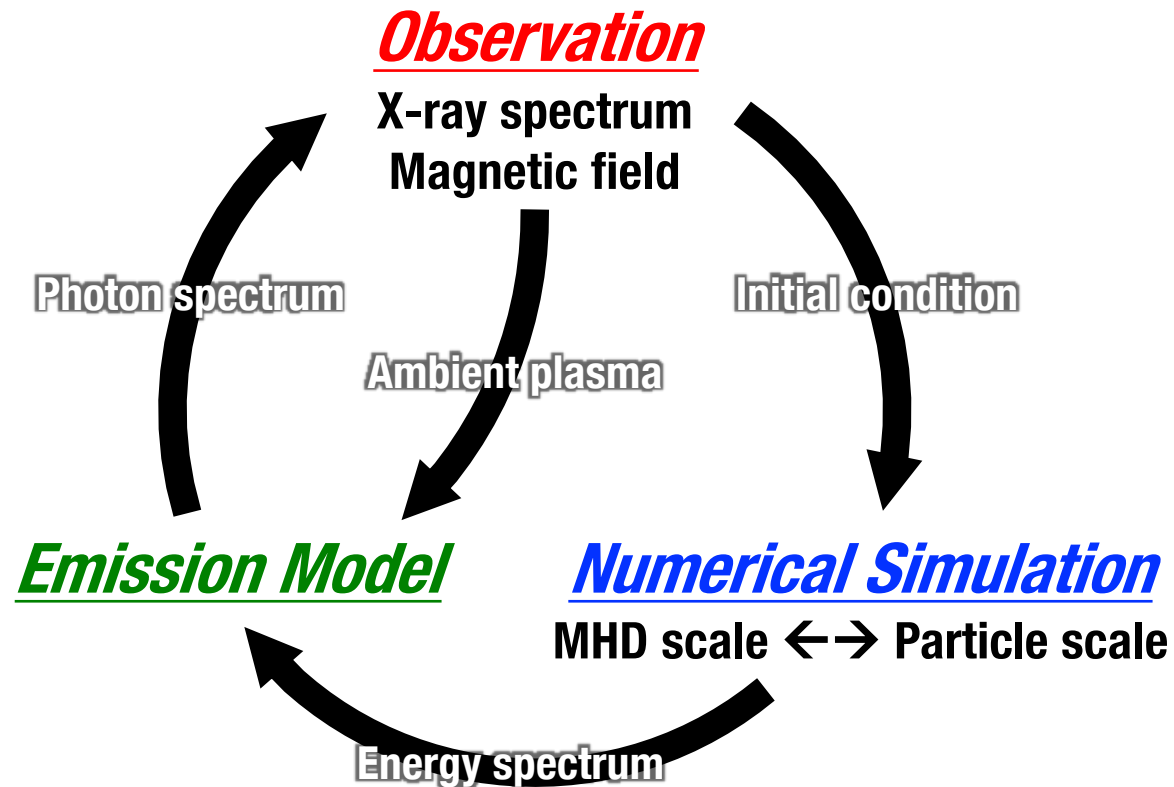 Observation
X-ray spectrum
Magnetic field
Photon spectrum
Initial condition
Ambient plasma
Emission Model
Numerical Simulation
MHD scale ←→ Particle scale
Energy spectrum